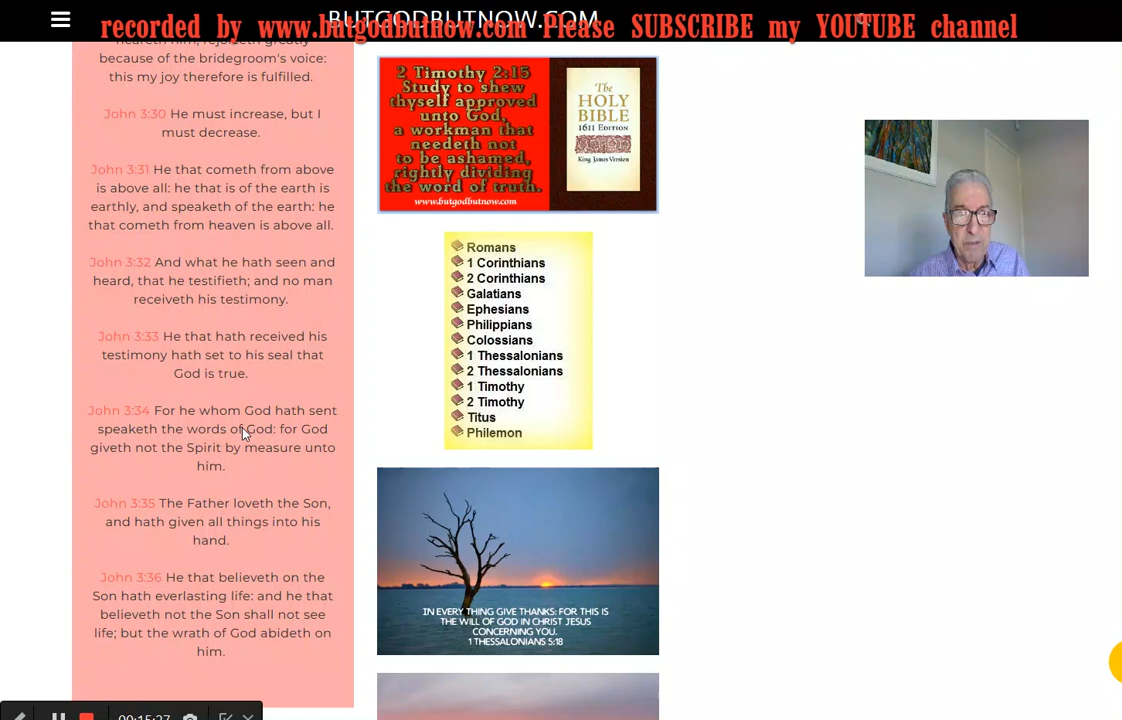 BUTGODBUTNOW.COM
recorded by www.butgodbutnow.com Please SUBSCRIBE my YOUTUBE channel
heareth him, rejoiceth greatly
because of the bridegroom's voice:
this my joy therefore is fulfilled.
John 3:30 He must increase, but I
must decrease.
John 3:31 He that cometh from above
is above all: he that is of the earth is
earthly, and speaketh of the earth: he
that cometh from heaven is above all.
John 3:32 And what he hath seen and
heard, that he testifieth; and no man
receiveth his testimony.
John 3:33 He that hath received his
testimony hath set to his seal that
God is true.
John 3:34 For he whom God hath sent
speaketh the words of God: for God
giveth not the Spirit by measure unto
him.
John 3:35 The Father loveth the Son,
and hath given all things into his
hand.
John 3:36 He that believeth on the
Son hath everlasting life: and he that
believeth not the Son shall not see
life; but the wrath of God abideth on
him.
2 Timothy 2:15
Study to shew
thyself approved
unto God,
a workman that
needeth not
to be ashamed,
rightly dividing
the word of truth.
www.butgodbutnow.com
The
HOLY
BIBLE
1611 EDITION
King James Version
Romans
1 Corinthians
2 Corinthians
Galatians
Ephesians
Philippians
Colossians
1 Thessalonians
2 Thessalonians
1 Timothy
2 Timothy
Titus
Philemon
IN EVERY THING GIVE THANKS: FOR THIS IS
THE WILL OF GOD IN CHRIST JESUS
CONCERNING YOU.
1 THESSALONIANS 5:18
00:15:27